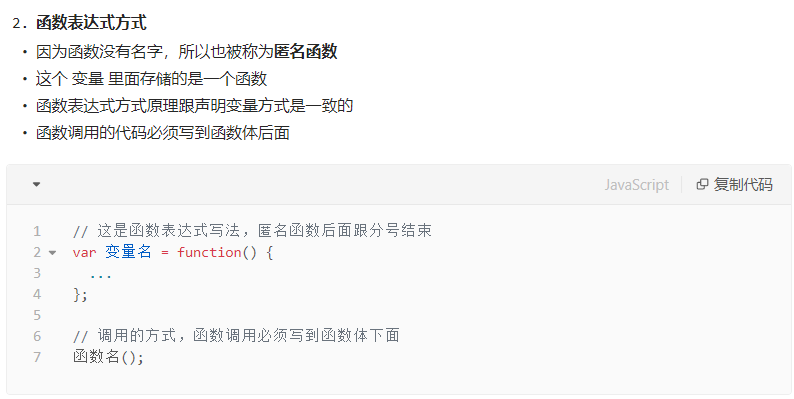 2. 函数表达式方式
• 因为函数没有名字，所以也被称为匿名函数
• 这个 变量 里面存储的是一个函数
• 函数表达式方式原理跟声明变量方式是一致的
• 函数调用的代码必须写到函数体后面
JavaScript 复制代码
1 // 这是函数表达式写法，匿名函数后面跟分号结束
2 var 变量名 = function() {
3 ...
4 };
5
6 // 调用的方式，函数调用必须写到函数体下面
7 函数名();